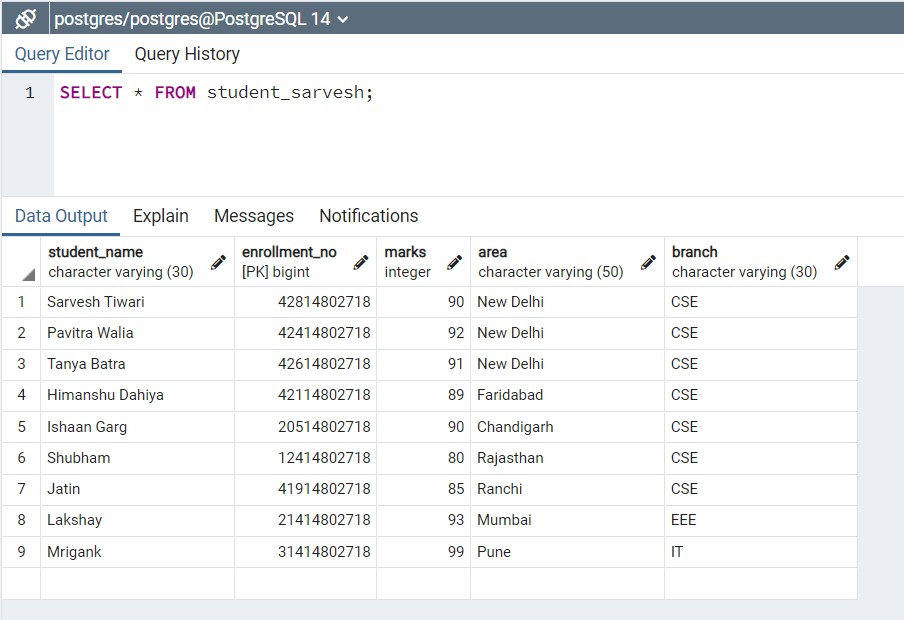 postgres/postgres@PostgreSQL 14
Query Editor Query History
1 SELECT * FROM student_sarvesh;
Data Output Explain Messages Notifications
student_name enrollment_no marks area branch
character varying (30) [PK] bigint integer character varying (50) character varying (30)
1 Sarvesh Tiwari 42814802718 90 New Delhi CSE
2 Pavitra Walia 42414802718 92 New Delhi CSE
3 Tanya Batra 42614802718 91 New Delhi CSE
4 Himanshu Dahiya 42114802718 89 Faridabad CSE
5 Ishaan Garg 20514802718 90 Chandigarh CSE
6 Shubham 12414802718 80 Rajasthan CSE
7 Jatin 41914802718 85 Ranchi CSE
8 Lakshay 21414802718 93 Mumbai EEE
9 Mrigank 31414802718 99 Pune IT